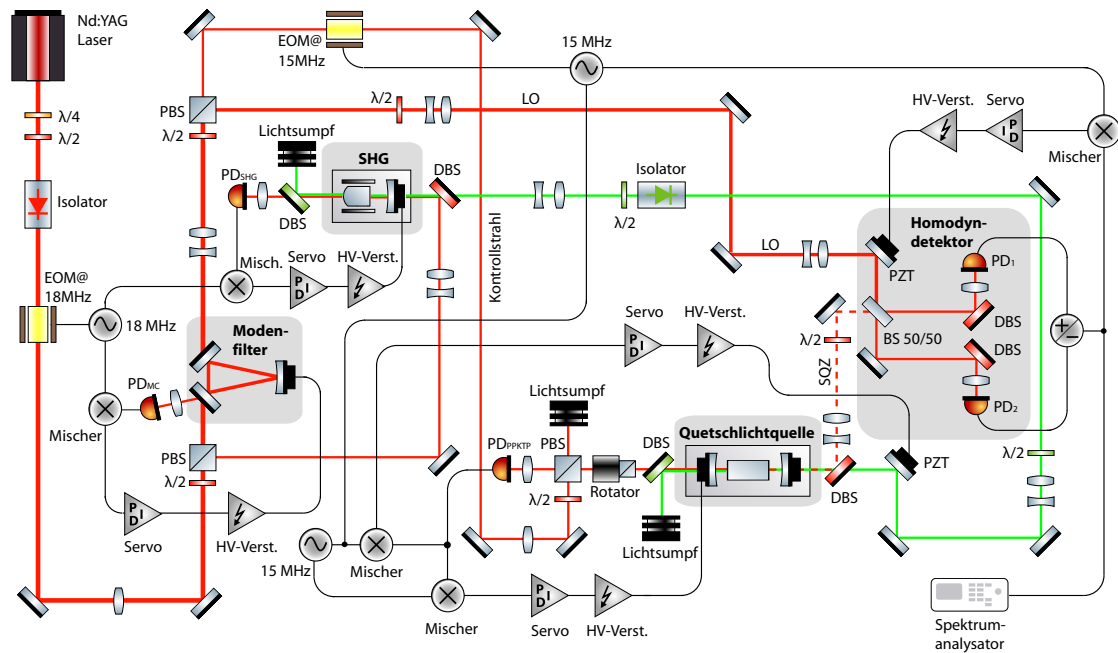 Nd:YAG
Laser
λ/4
λ/2
Isolator
EOM@
18MHz
PBS
λ/2
EOM@
15MHz
15 MHz
LO
λ/2
Lichtsumpf
SHG
PDSHG
DBS
DBS
Kontrollstrahl
λ/2
Isolator
HV-Verst.
Servo
P
I
D
Mischer
Homodyn-
detektor
PD1
LO
PZT
DBS
BS 50/50
DBS
PD2
Misch.
Servo
P
I
D
HV-Verst.
18 MHz
Moden-
filter
PDMC
Mischer
PBS
λ/2
P
I
D
Servo
HV-Verst.
Servo
P
I
D
HV-Verst.
λ/2
SQZ
Lichtsumpf
PDPPKTP
PBS
λ/2
Rotator
DBS
Quetschlichtquelle
Lichtsumpf
DBS
PZT
λ/2
15 MHz
Mischer
Mischer
P
I
D
Servo
HV-Verst.
Spektrum-
analysator